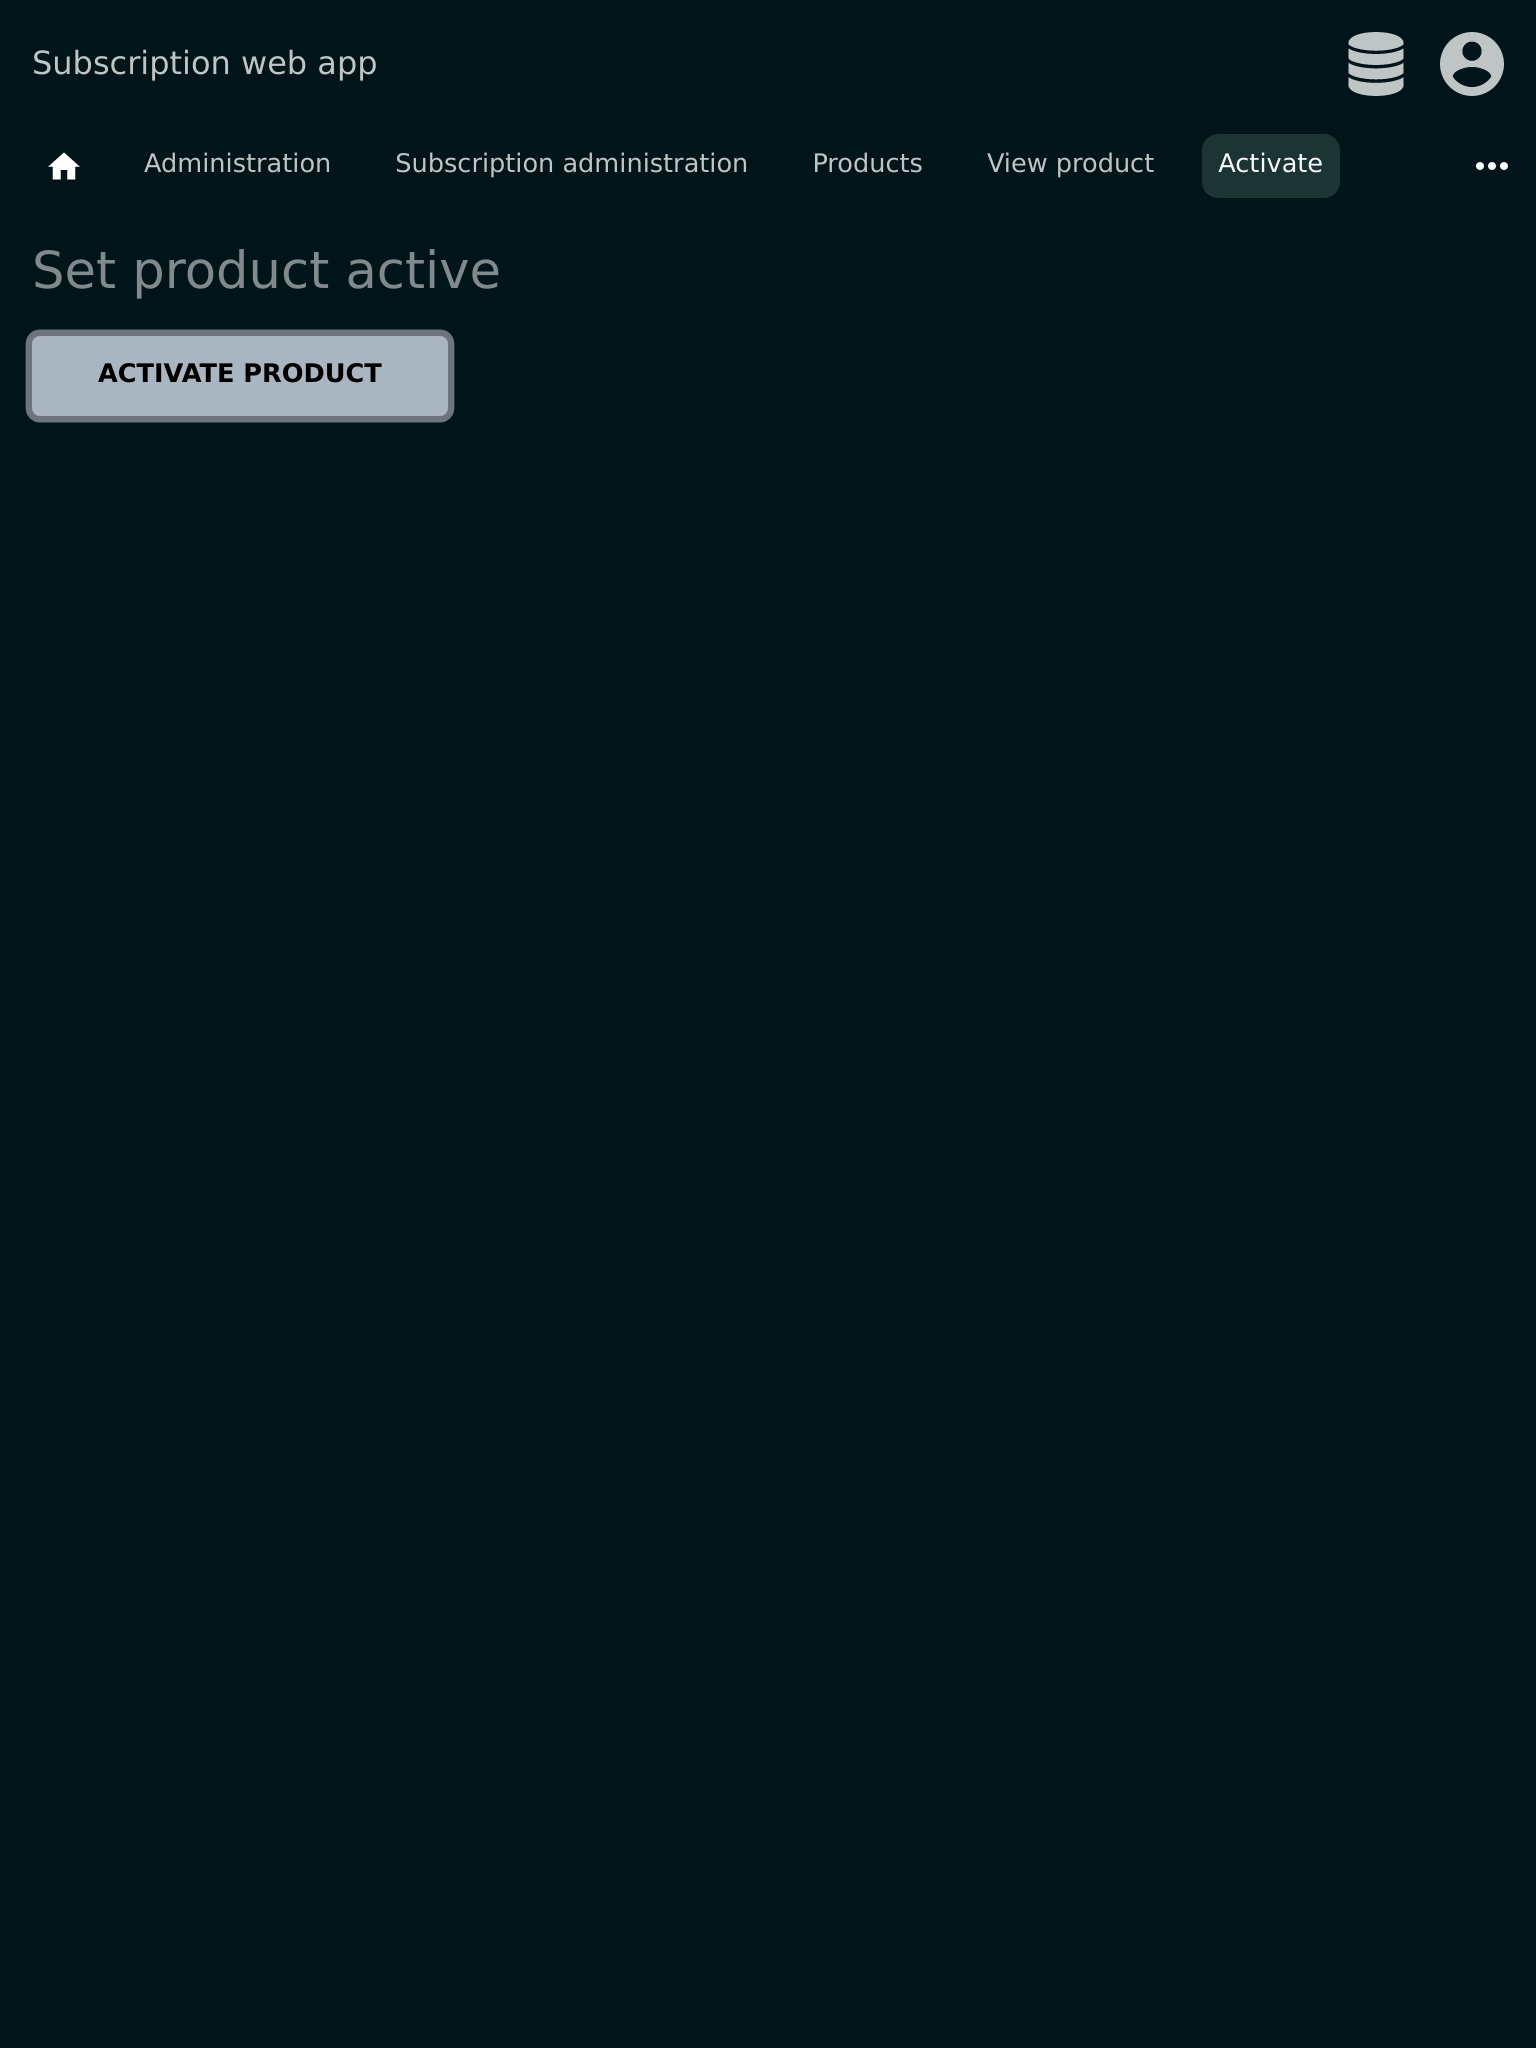 Subscription web app
Administration Subscription administration Products View product Activate
Set product active
ACTIVATE PRODUCT